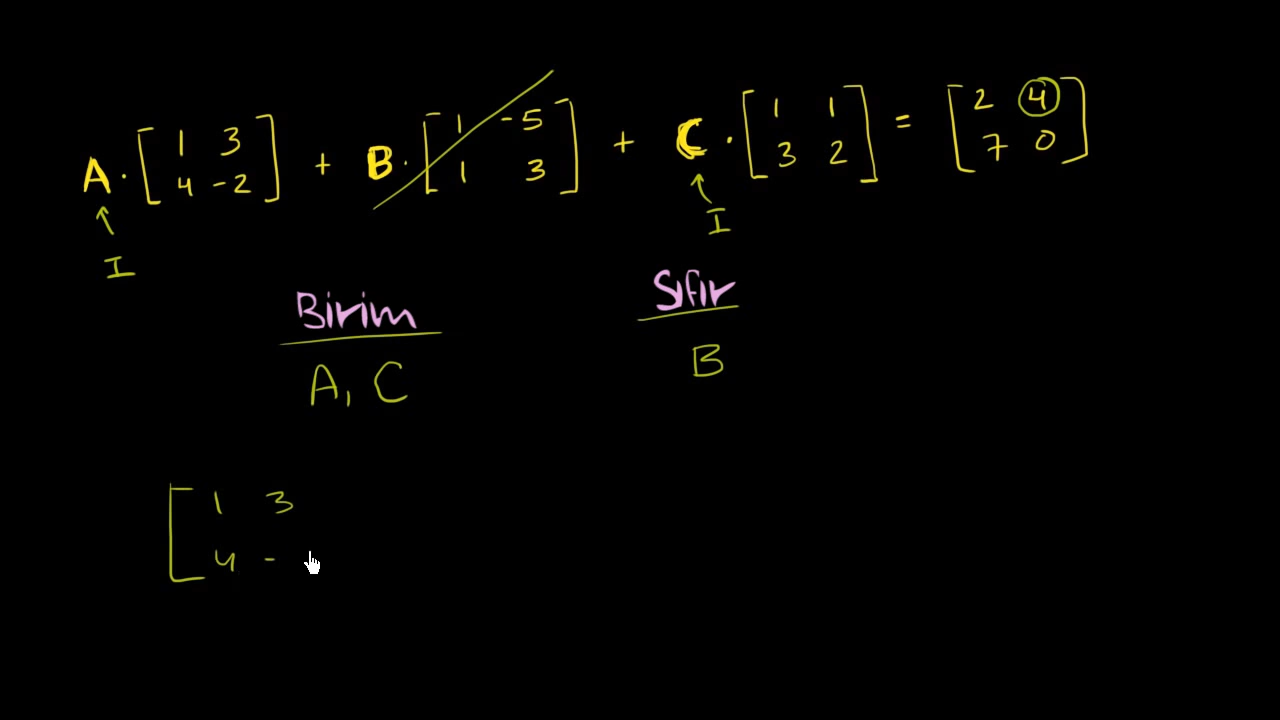 A · [1 3; 4 -2] + B · [1 -5; 1 3] + C · [1 1; 3 2] = [2 4; 7 0]
I I
Birim Sıfır
A, C B
[1 3
4 -